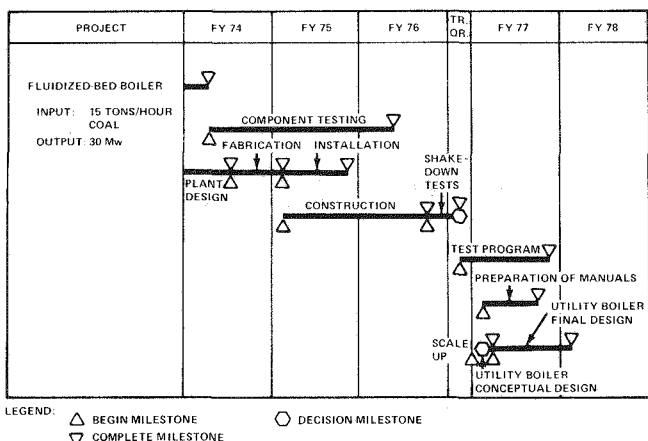 PROJECT FY 74 FY 75 FY 76 TR. OR. FY 77 FY 78
FLUIDIZED-BED BOILER
INPUT: 15 TONS/HOUR
COAL
OUTPUT: 30 Mw
COMPONENT TESTING
FABRICATION INSTALLATION
PLANT
DESIGN
SHAKE-
DOWN
TESTS
CONSTRUCTION
TEST PROGRAM
PREPARATION OF MANUALS
UTILITY BOILER
FINAL DESIGN
SCALE
UP
UTILITY BOILER
CONCEPTUAL DESIGN
LEGEND:
BEGIN MILESTONE
DECISION MILESTONE
COMPLETE MILESTONE